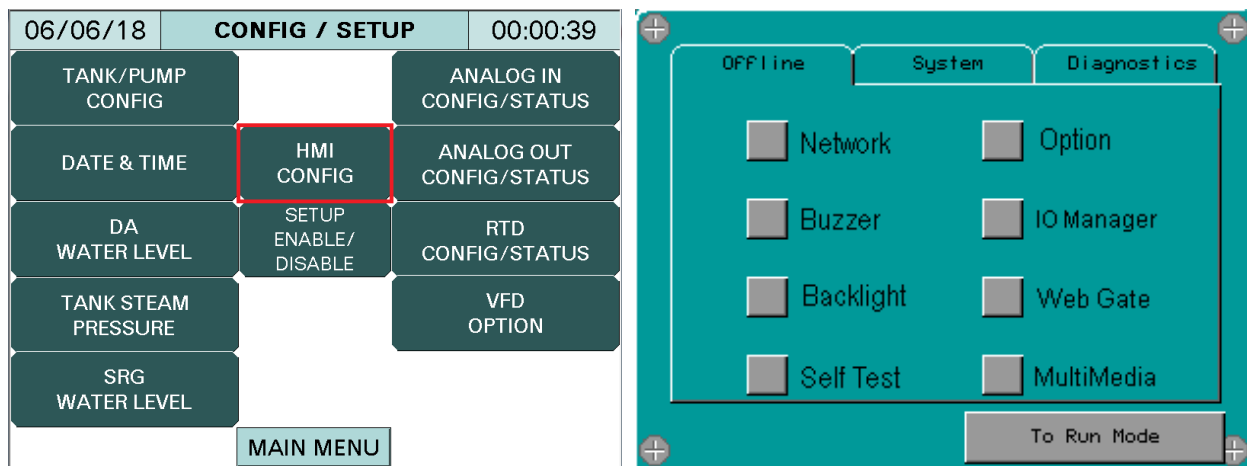 06/06/18 CONFIG / SETUP 00:00:39
TANK/PUMP
CONFIG
ANALOG IN
CONFIG/STATUS
DATE & TIME
HMI
CONFIG
ANALOG OUT
CONFIG/STATUS
DA
WATER LEVEL
SETUP
ENABLE/
DISABLE
RTD
CONFIG/STATUS
TANK STEAM
PRESSURE
VFD
OPTION
SRG
WATER LEVEL
MAIN MENU
Offline System Diagnostics
Network Option
Buzzer IO Manager
Backlight Web Gate
Self Test MultiMedia
To Run Mode